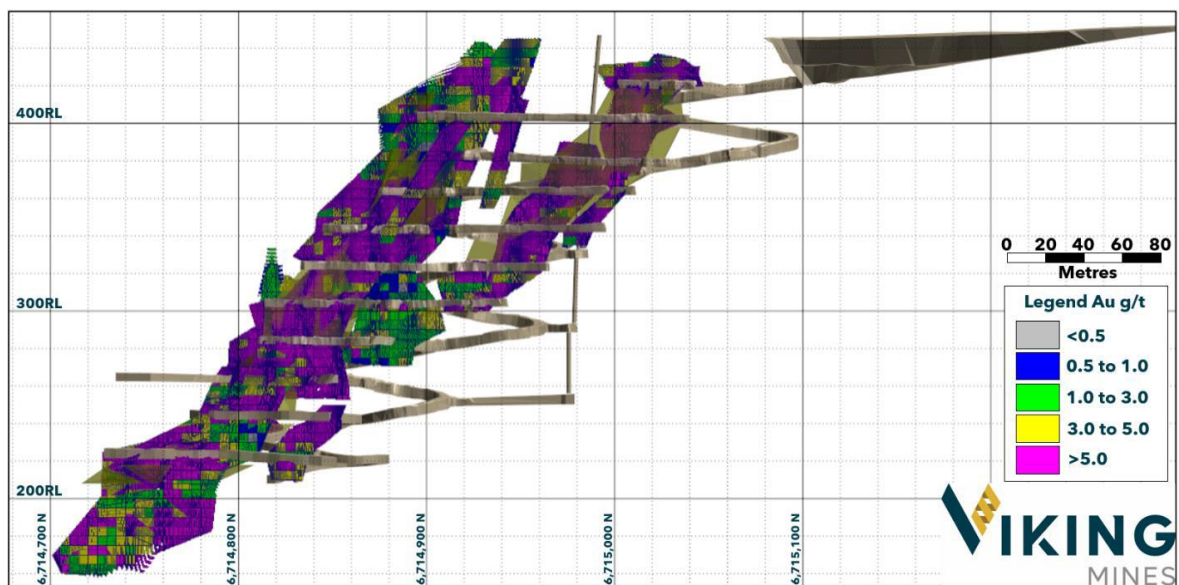 400RL
300RL
200RL
6,714,700 N
6,714,800 N
6,714,900 N
6,715,000 N
6,715,100 N
0 20 40 60 80
Metres
Legend Au g/t
<0.5
0.5 to 1.0
1.0 to 3.0
3.0 to 5.0
>5.0
VIKING
MINES